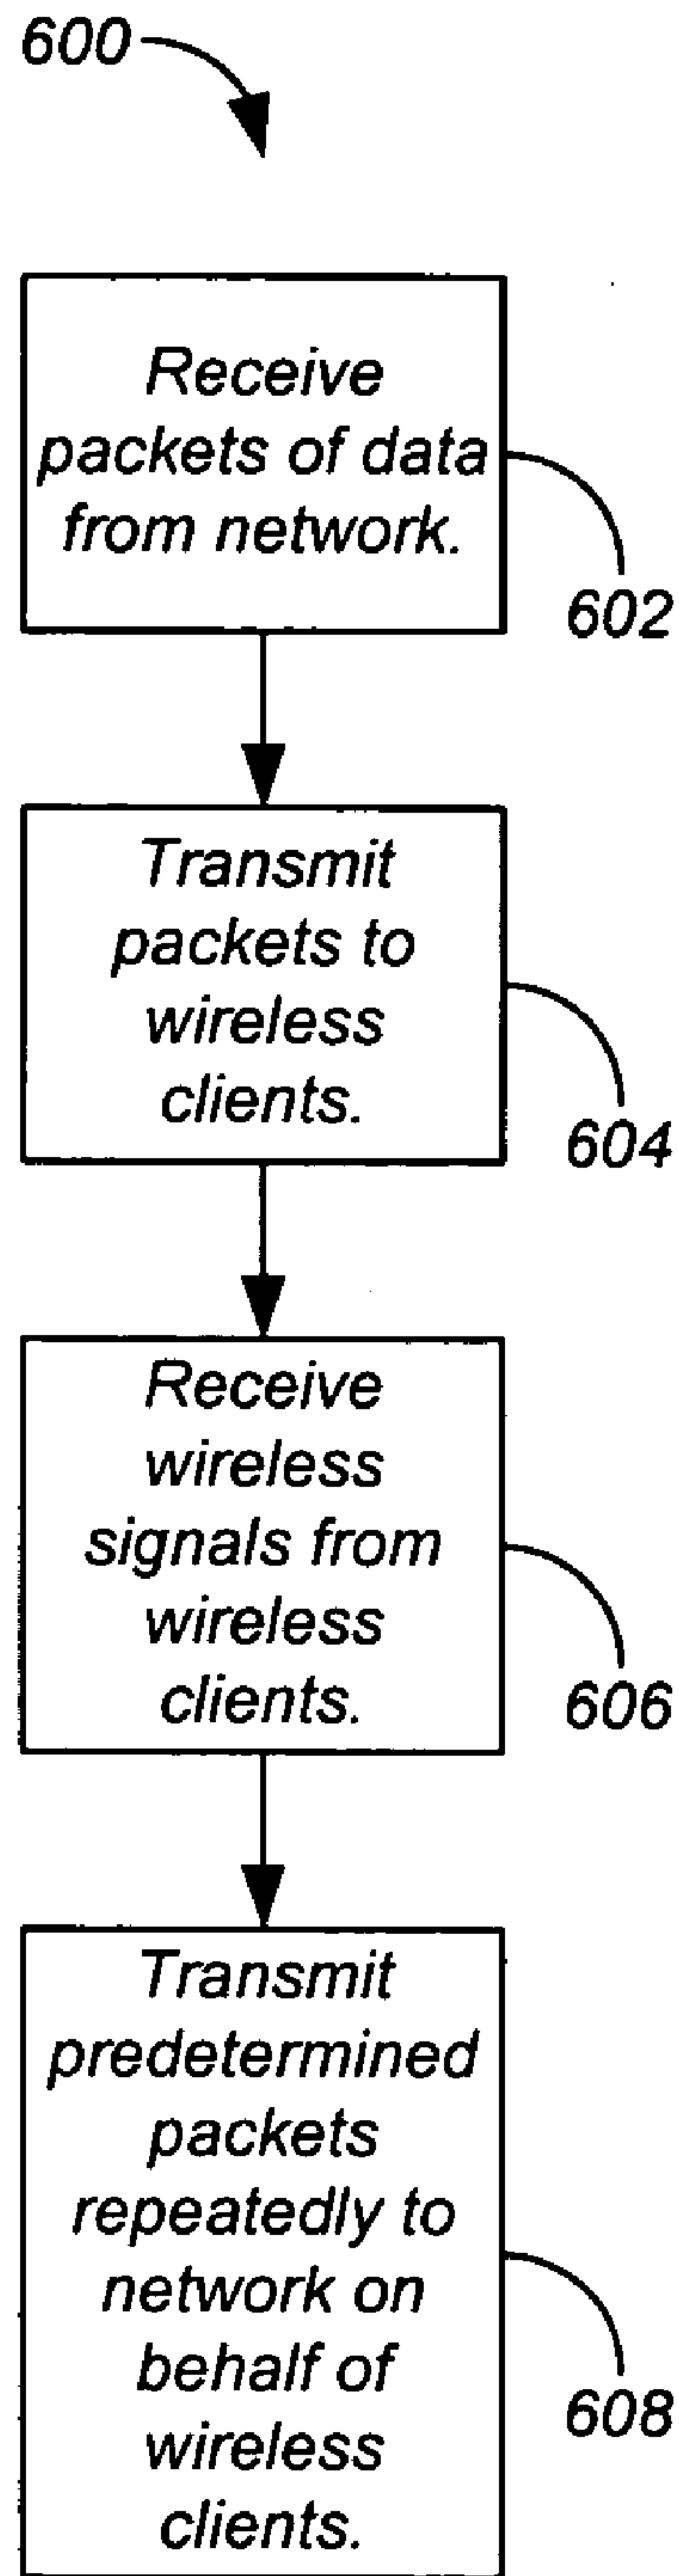 600
Receive
packets of data
from network.
602
Transmit
packets to
wireless
clients.
604
Receive
wireless
signals from
wireless
clients.
606
Transmit
predetermined
packets
repeatedly to
network on
behalf of
wireless
clients.
608